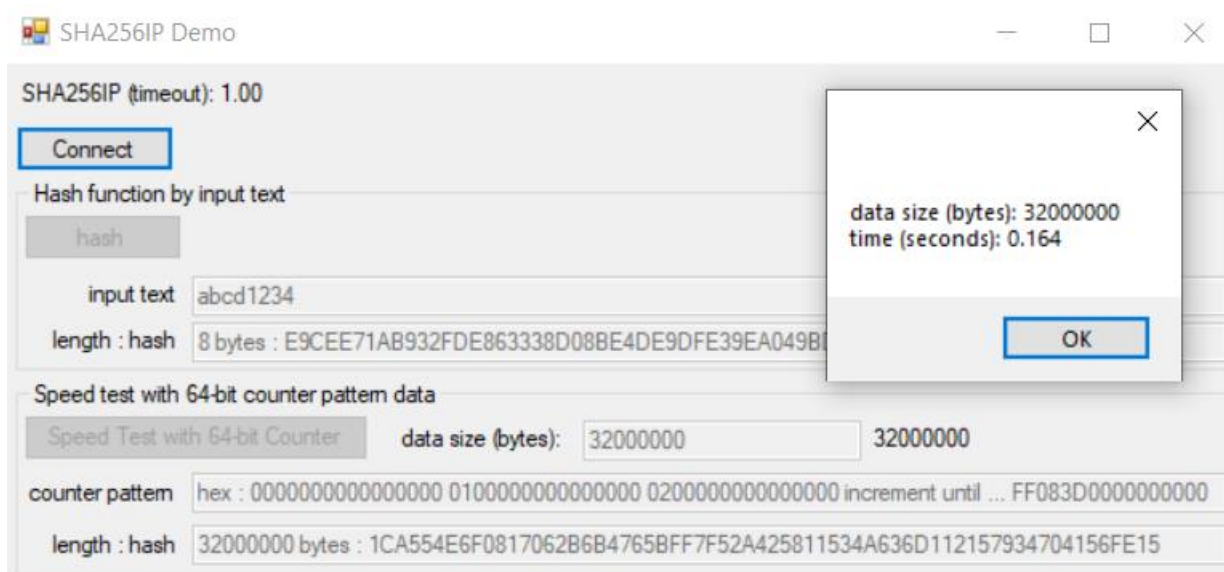 SHA256IP Demo
SHA256IP (timeout): 1.00
Connect
Hash function by input text
hash
input text abcd1234
length : hash 8 bytes : E9CEE71AB932FDE863338D08BE4DE9DFE39EA049
data size (bytes): 32000000
time (seconds): 0.164
OK
Speed test with 64-bit counter pattern data
Speed Test with 64-bit Counter data size (bytes): 32000000 32000000
counter pattern hex : 0000000000000000 0100000000000000 0200000000000000 increment until ... FF083D0000000000
length : hash 32000000 bytes : 1CA554E6F0817062B6B4765BFF7F52A425811534A636D112157934704156FE15